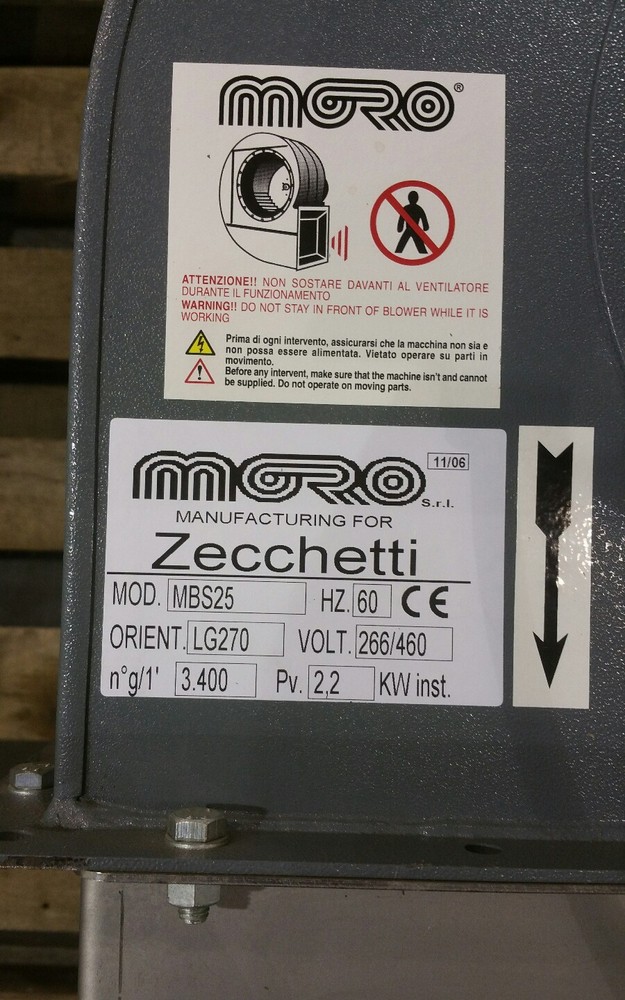 MORO®
ATTENZIONE!! NON SOSTARE DAVANTI AL VENTILATORE
DURANTE IL FUNZIONAMENTO
WARNING!! DO NOT STAY IN FRONT OF BLOWER WHILE IT IS
WORKING
Prima di ogni intervento, assicurarsi che la macchina non sia e
non possa essere alimentata. Vietato operare su parti in
movimento.
Before any intervent, make sure that the machine isn't and cannot
be supplied. Do not operate on moving parts.
MORO S.r.l. 11/06
MANUFACTURING FOR
Zecchetti
MOD. MBS25 HZ. 60 CE
ORIENT. LG270 VOLT. 266/460
n°g/1' 3.400 Pv. 2,2 KW inst.